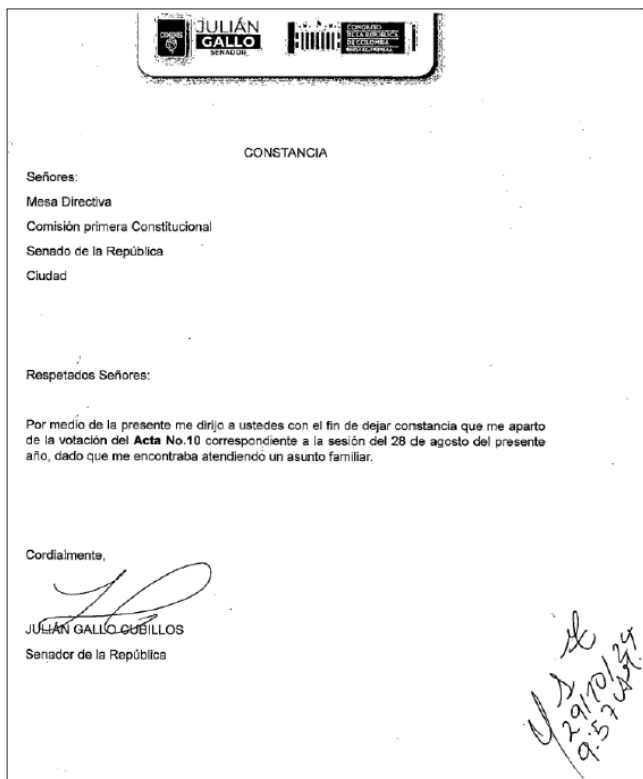 COMUNES
JULIÁN
GALLO
SENADOR
CONGRESO
DE LA REPÚBLICA
DE COLOMBIA
CONSTANCIA
Señores:
Mesa Directiva
Comisión primera Constitucional
Senado de la República
Ciudad
Respetados Señores:
Por medio de la presente me dirijo a ustedes con el fin de dejar constancia que me aparto
de la votación del Acta No.10 correspondiente a la sesión del 28 de agosto del presente
año, dado que me encontraba atendiendo un asunto familiar.
Cordialmente,
JULIÁN GALLO CUBILLOS
Senador de la República
29/10/24
9:57